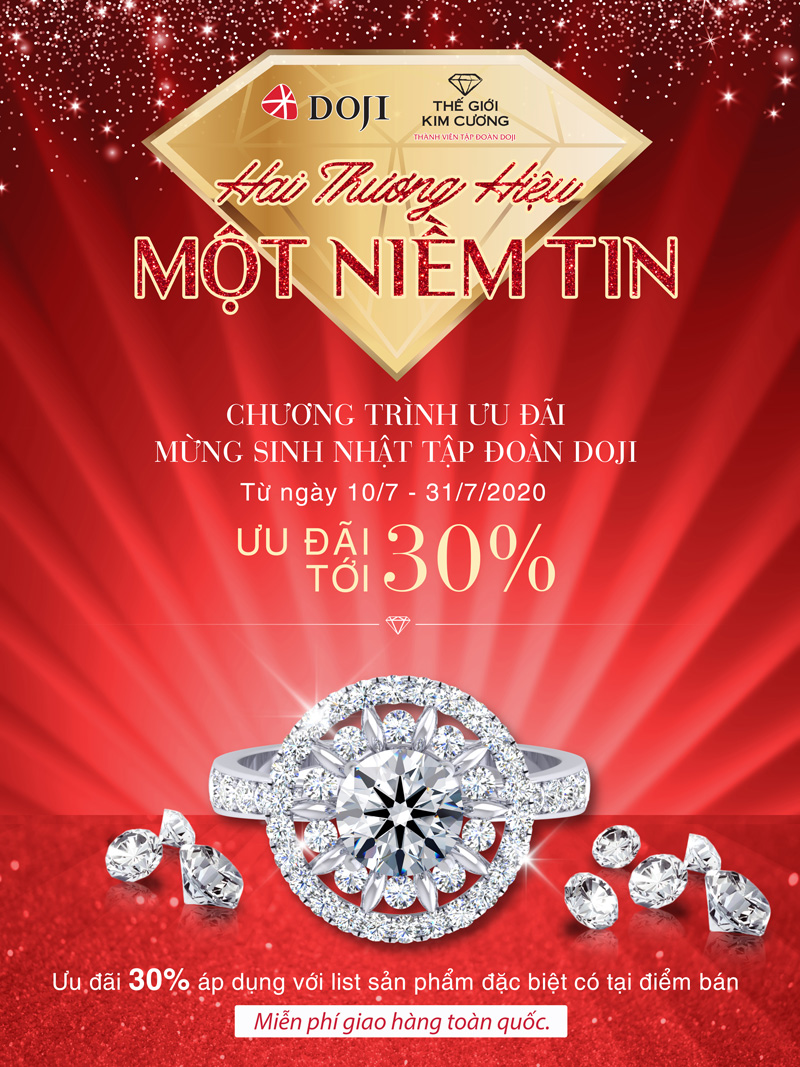 DOJI
THẾ GIỚI
KIM CƯƠNG
THÀNH VIÊN TẬP ĐOÀN DOJI
Hai Thương Hiệu
MỘT NIỀM TIN
CHƯƠNG TRÌNH ƯU ĐÃI
MỪNG SINH NHẬT TẬP ĐOÀN DOJI
Từ ngày 10/7 - 31/7/2020
ƯU ĐÃI
TỚI 30%
Ưu đãi 30% áp dụng với list sản phẩm đặc biệt có tại điểm bán
Miễn phí giao hàng toàn quốc.